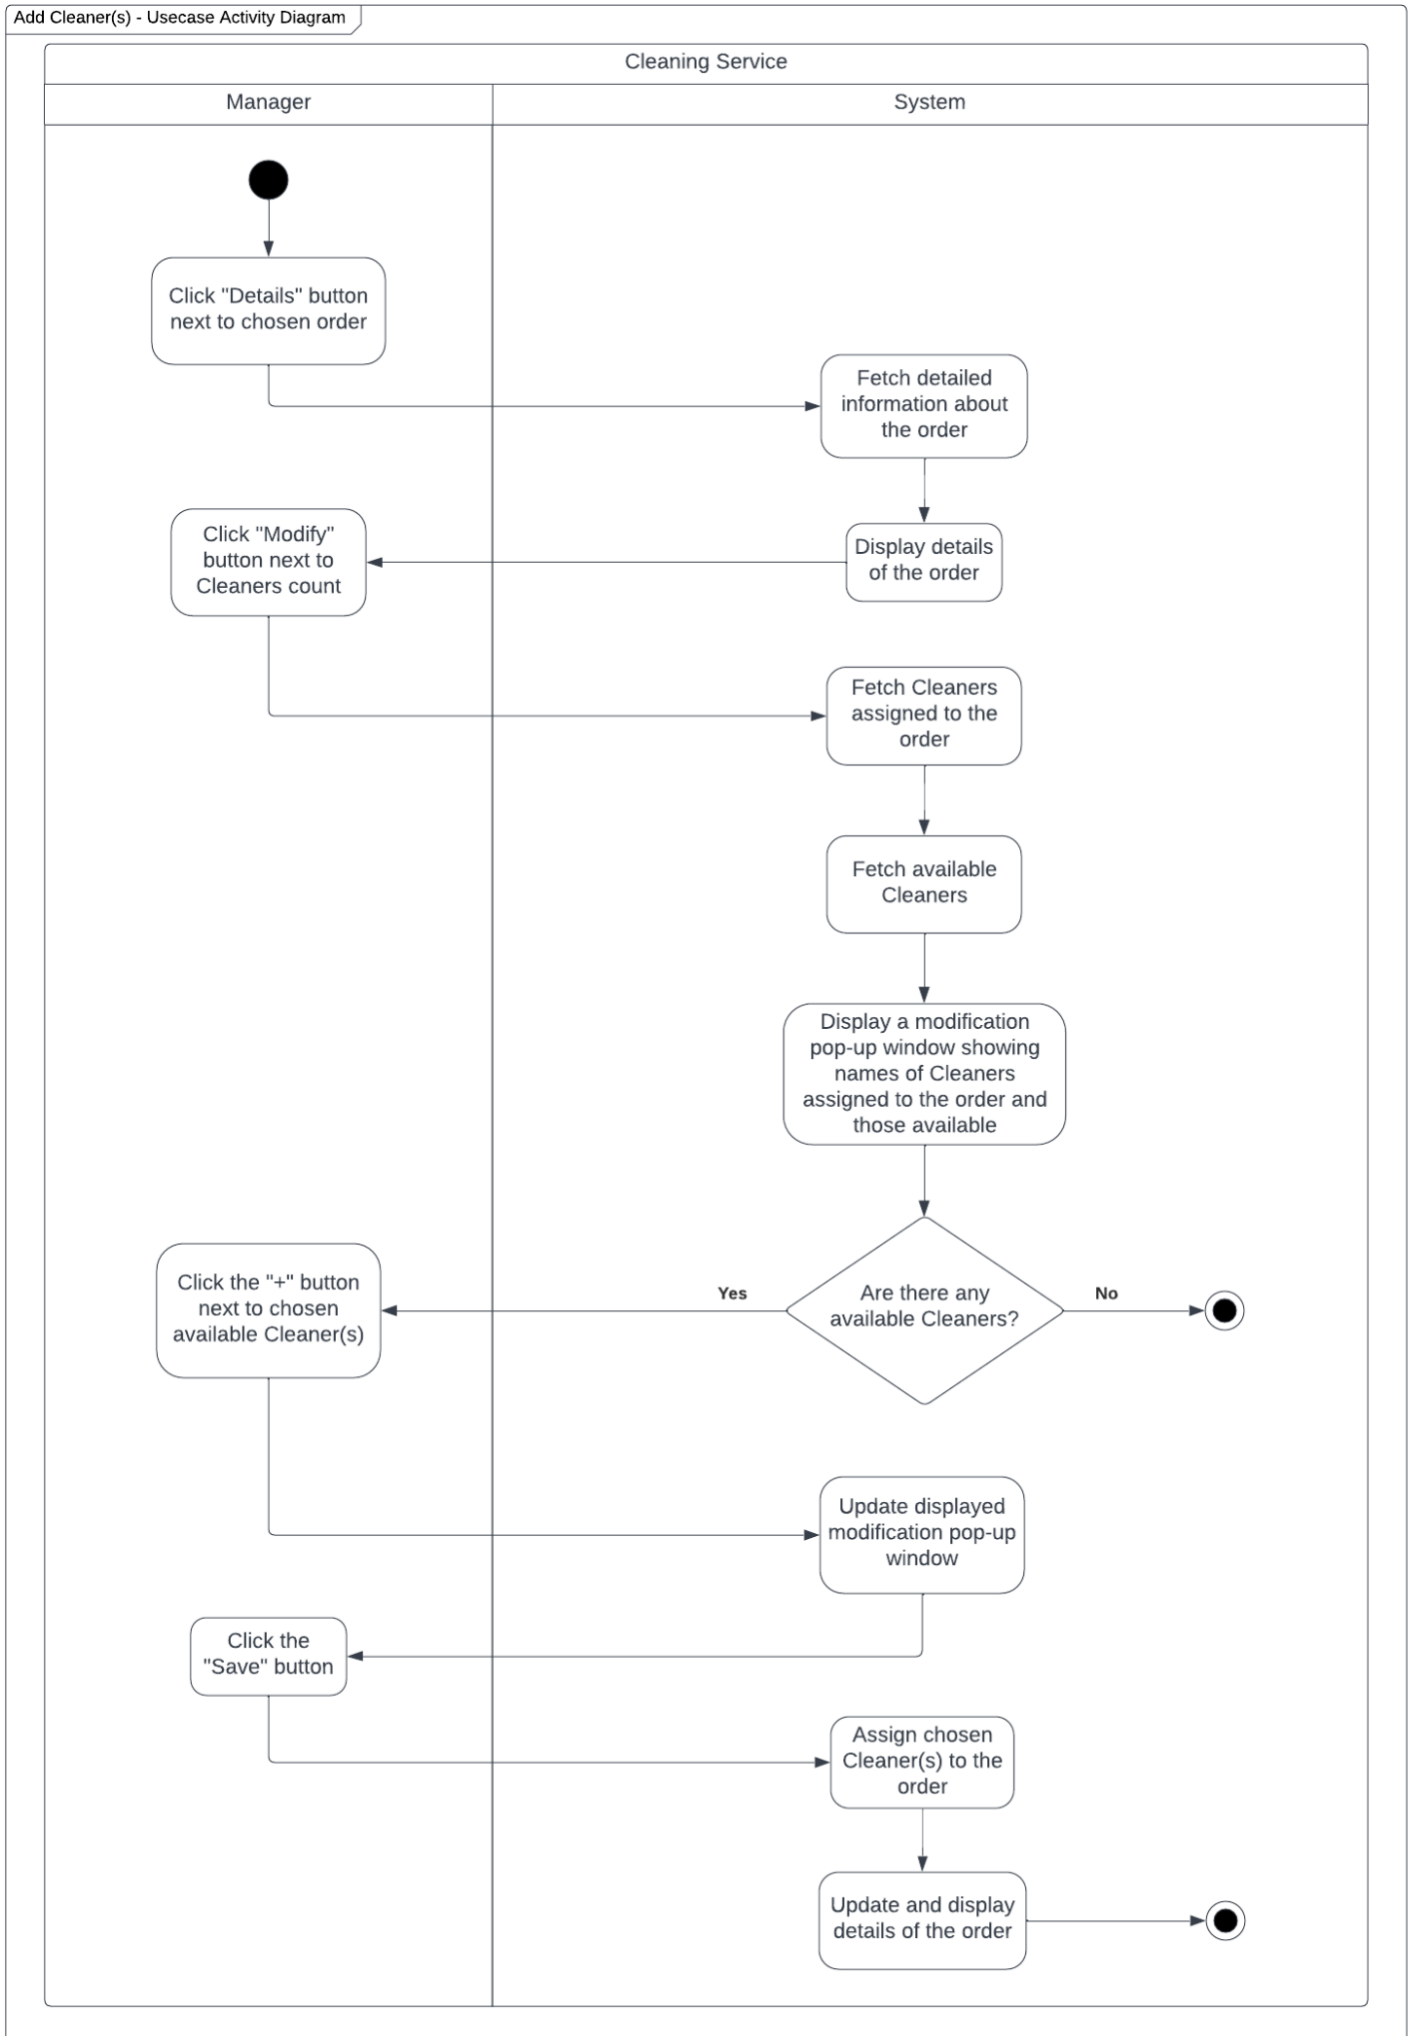 Add Cleaner(s) - Usecase Activity Diagram
Cleaning Service
Manager
System
Click "Details" button
next to chosen order
Fetch detailed
information about
the order
Display details
of the order
Click "Modify"
button next to
Cleaners count
Fetch Cleaners
assigned to the
order
Fetch available
Cleaners
Display a modification
pop-up window showing
names of Cleaners
assigned to the order and
those available
Are there any
available Cleaners?
Yes
No
Click the "+" button
next to chosen
available Cleaner(s)
Update displayed
modification pop-up
window
Click the
"Save" button
Assign chosen
Cleaner(s) to the
order
Update and display
details of the order